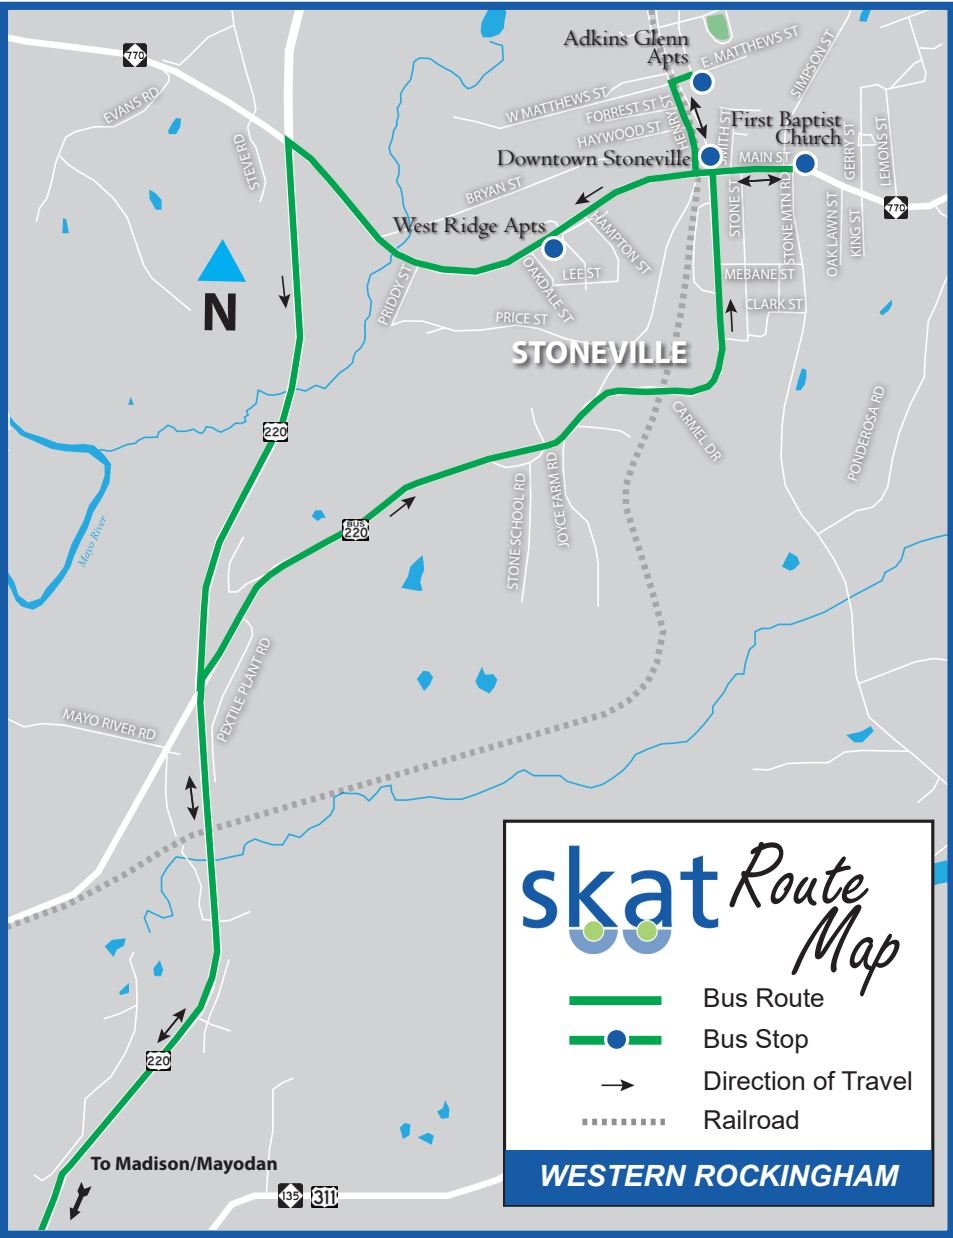 Adkins Glenn
Apts
E. MATTHEWS ST
SIMPSON ST
770
EVANS RD
W MATTHEWS ST
FORREST ST
HENRY ST
First Baptist
Church
HAYWOOD ST
SMITH ST
GERRY ST
LEMONS ST
STEVE RD
Downtown Stoneville
MAIN ST
BRYAN ST
STONE ST
STONE MTN RD
770
West Ridge Apts
HAMPTON ST
OAK LAWN ST
KING ST
PRIDDY ST
OAKDALE ST
LEE ST
MEBANE ST
N
PRICE ST
CLARK ST
STONEVILLE
220
CARMEL DR
PONDEROSA RD
Mayo River
BUS
220
STONE SCHOOL RD
JOYCE FARM RD
PEXTILE PLANT RD
MAYO RIVER RD
skat
Route
Map
Bus Route
Bus Stop
220
Direction of Travel
Railroad
To Madison/Mayodan
WESTERN ROCKINGHAM
135
311